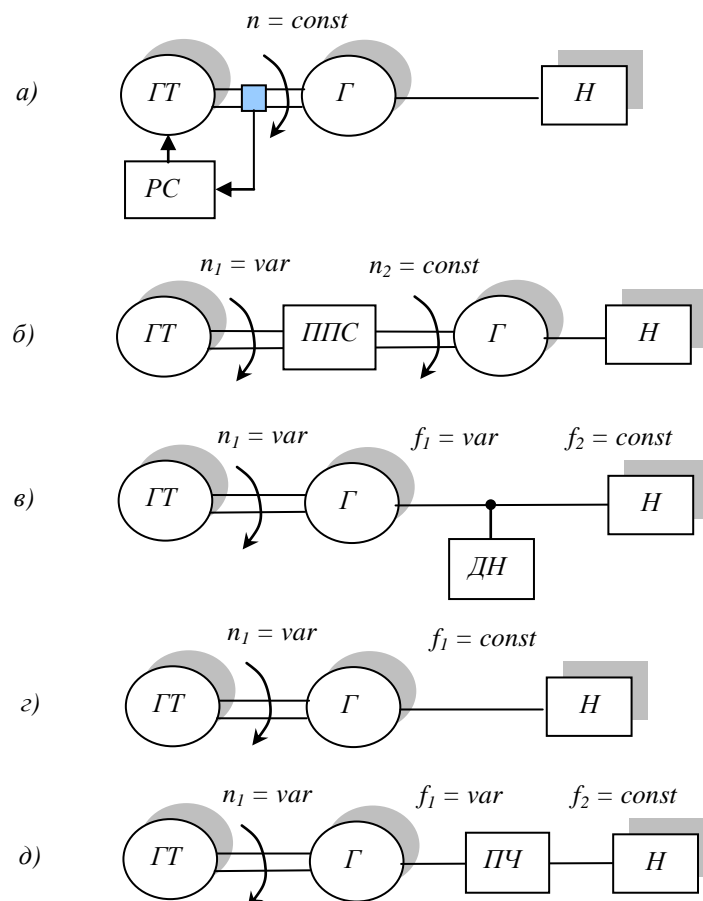 n = const
а)
ГТ
Г
Н
РС
n1 = var
n2 = const
б)
ГТ
ППС
Г
Н
n1 = var
f1 = var
f2 = const
в)
ГТ
Г
Н
ДН
n1 = var
f1 = const
г)
ГТ
Г
Н
n1 = var
f1 = var
f2 = const
д)
ГТ
Г
ПЧ
Н